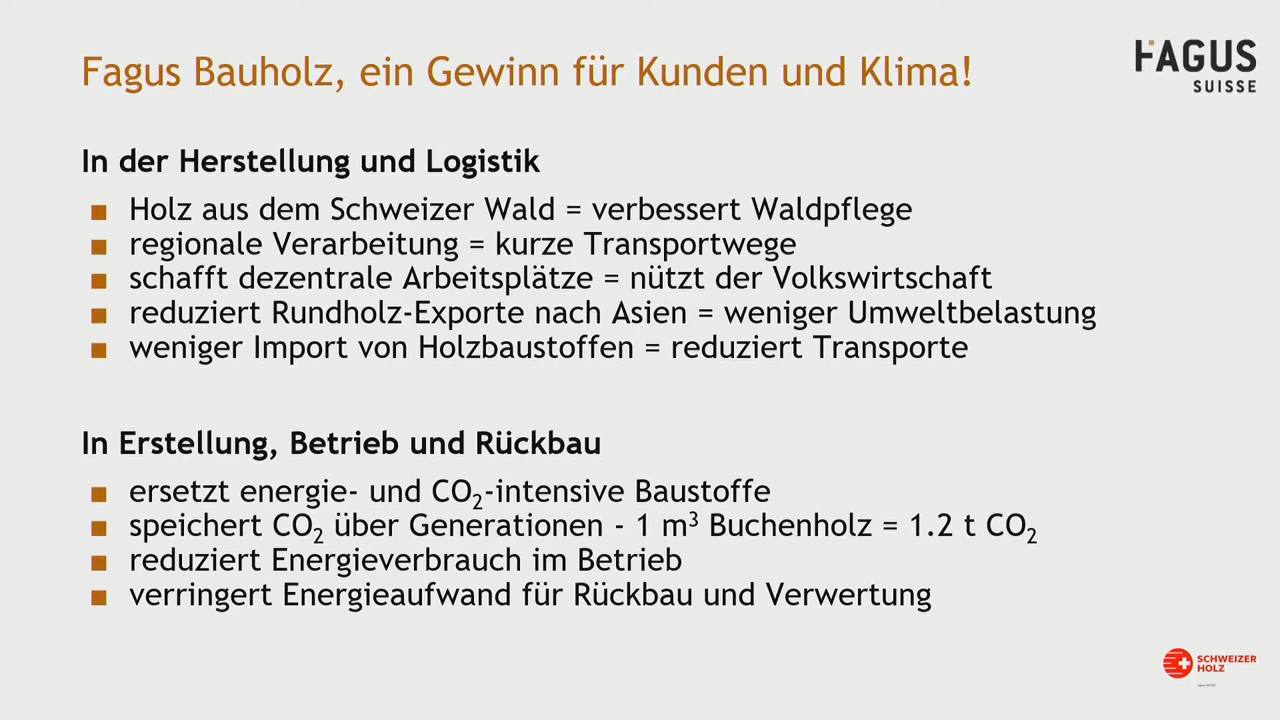 Fagus Bauholz, ein Gewinn für Kunden und Klima!
FAGUS
SUISSE
In der Herstellung und Logistik
■ Holz aus dem Schweizer Wald = verbessert Waldpflege
■ regionale Verarbeitung = kurze Transportwege
■ schafft dezentrale Arbeitsplätze = nützt der Volkswirtschaft
■ reduziert Rundholz-Exporte nach Asien = weniger Umweltbelastung
■ weniger Import von Holzbaustoffen = reduziert Transporte
In Erstellung, Betrieb und Rückbau
■ ersetzt energie- und CO₂-intensive Baustoffe
■ speichert CO₂ über Generationen - 1 m³ Buchenholz = 1.2 t CO₂
■ reduziert Energieverbrauch im Betrieb
■ verringert Energieaufwand für Rückbau und Verwertung
SCHWEIZER
HOLZ